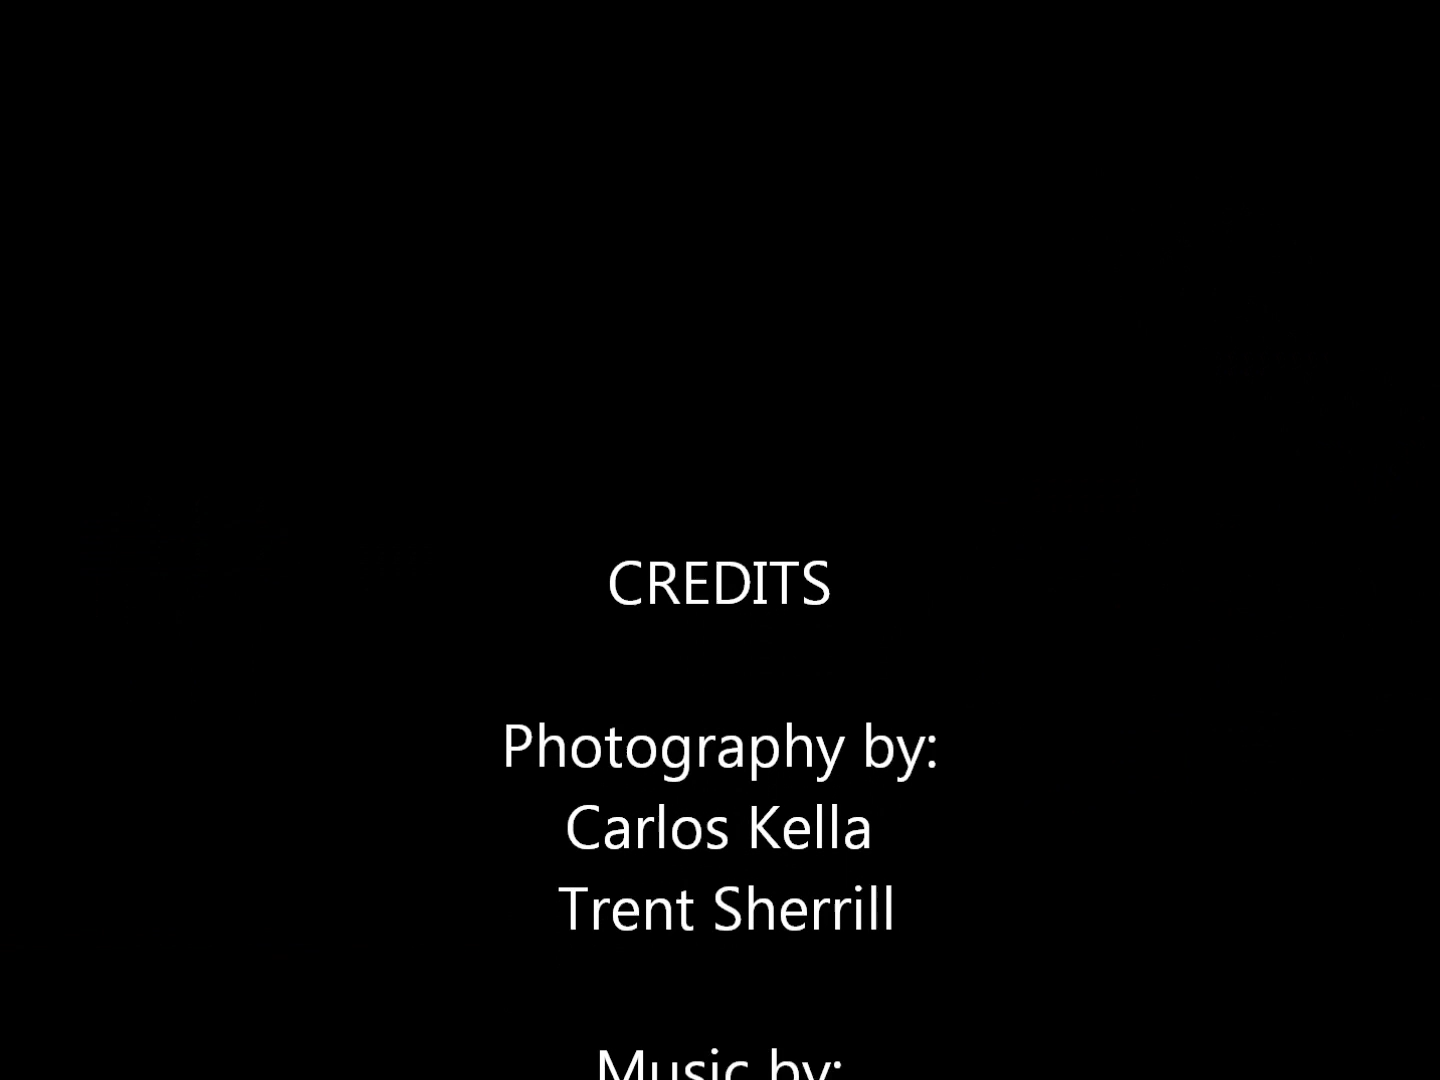 CREDITS
Photography by:
Carlos Kella
Trent Sherrill
Music by: